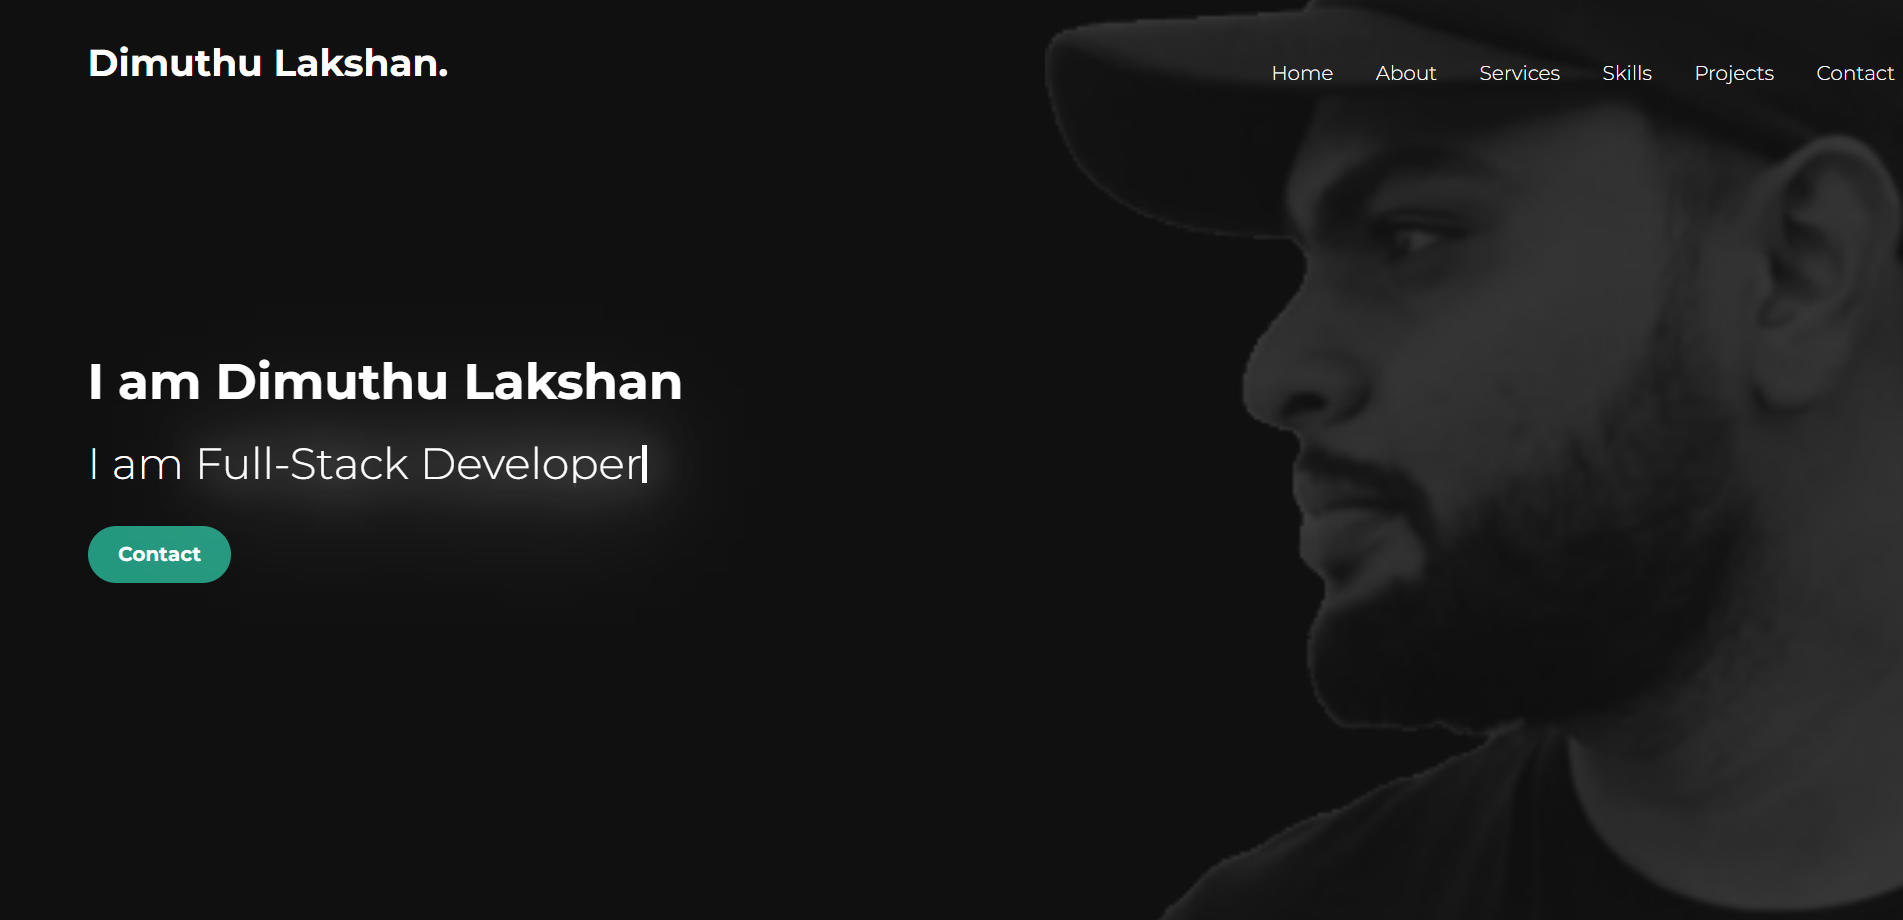 Dimuthu Lakshan.
Home About Services Skills Projects Contact
I am Dimuthu Lakshan
I am Full-Stack Developer
Contact